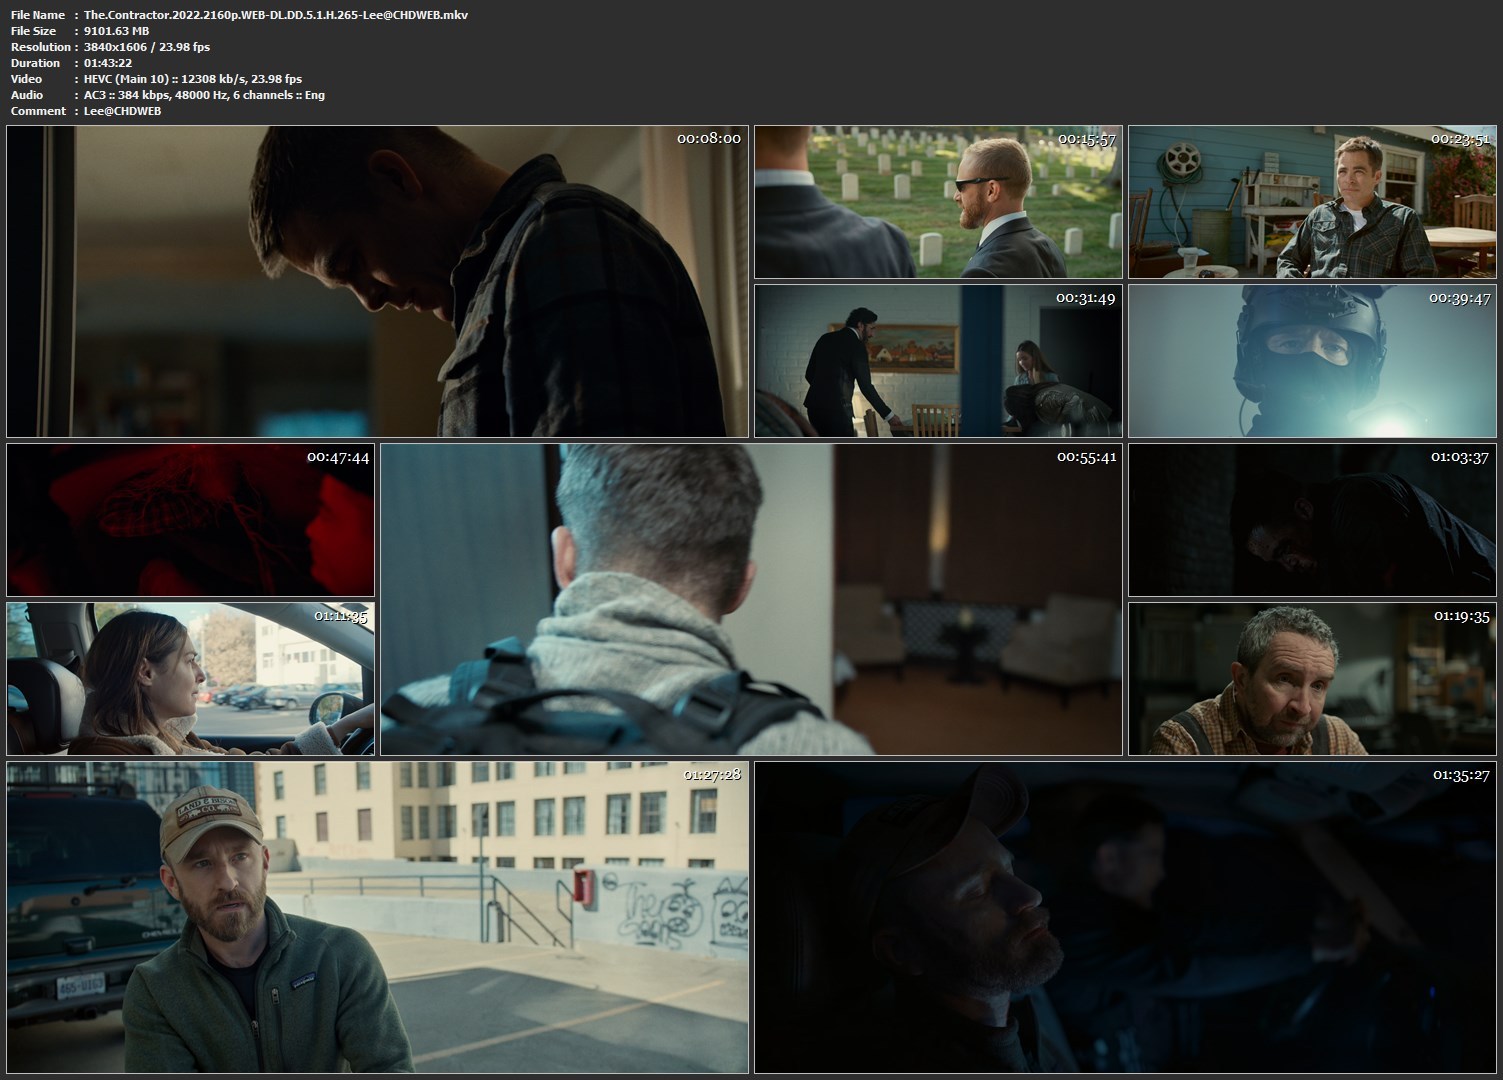 File Name : The.Contractor.2022.2160p.WEB-DL.DD.5.1.H.265-Lee@CHDWEB.mkv
File Size : 9101.63 MB
Resolution : 3840x1606 / 23.98 fps
Duration : 01:43:22
Video : HEVC (Main 10) :: 12308 kb/s, 23.98 fps
Audio : AC3 :: 384 kbps, 48000 Hz, 6 channels :: Eng
Comment : Lee@CHDWEB
00:08:00
00:15:57
00:23:51
00:31:49
00:39:47
00:47:44
00:55:41
01:03:37
01:11:35
01:19:35
01:27:28
01:35:27
patagonia